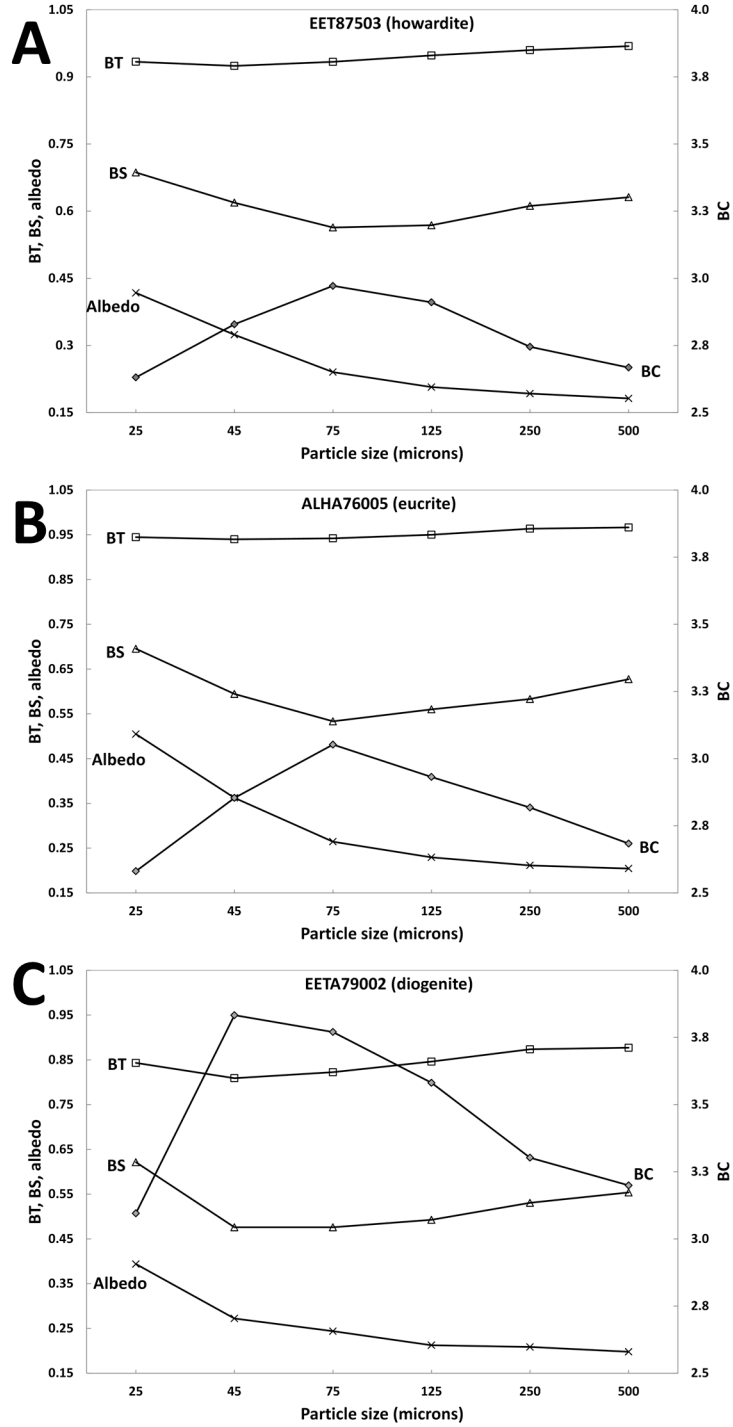 A
EET87503 (howardite)
1.05
0.9
0.75
0.6
0.45
0.3
0.15
BT, BS, albedo
4.0
3.8
3.5
3.3
3.0
2.8
2.5
BC
BT
BS
Albedo
BC
25 45 75 125 250 500
Particle size (microns)
B
ALHA76005 (eucrite)
1.05
0.95
0.85
0.75
0.65
0.55
0.45
0.35
0.25
0.15
BT, BS, albedo
4.0
3.8
3.5
3.3
3.0
2.8
2.5
BC
BT
BS
Albedo
BC
25 45 75 125 250 500
Particle size (microns)
C
EETA79002 (diogenite)
1.05
0.95
0.85
0.75
0.65
0.55
0.45
0.35
0.25
0.15
BT, BS, albedo
4.0
3.8
3.5
3.3
3.0
2.8
2.5
BC
BT
BS
Albedo
BC
25 45 75 125 250 500
Particle size (microns)